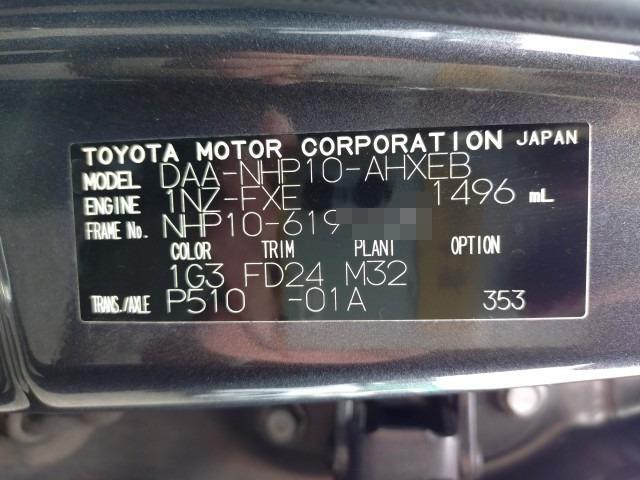 TOYOTA MOTOR CORPORATION JAPAN
MODEL DAA-NHP10-AHXEB
ENGINE 1NZ-FXE 1496 mL
FRAME No. NHP10-619
COLOR TRIM PLANT OPTION
1G3 FD24 M32
TRANS./AXLE P510 -01A 353